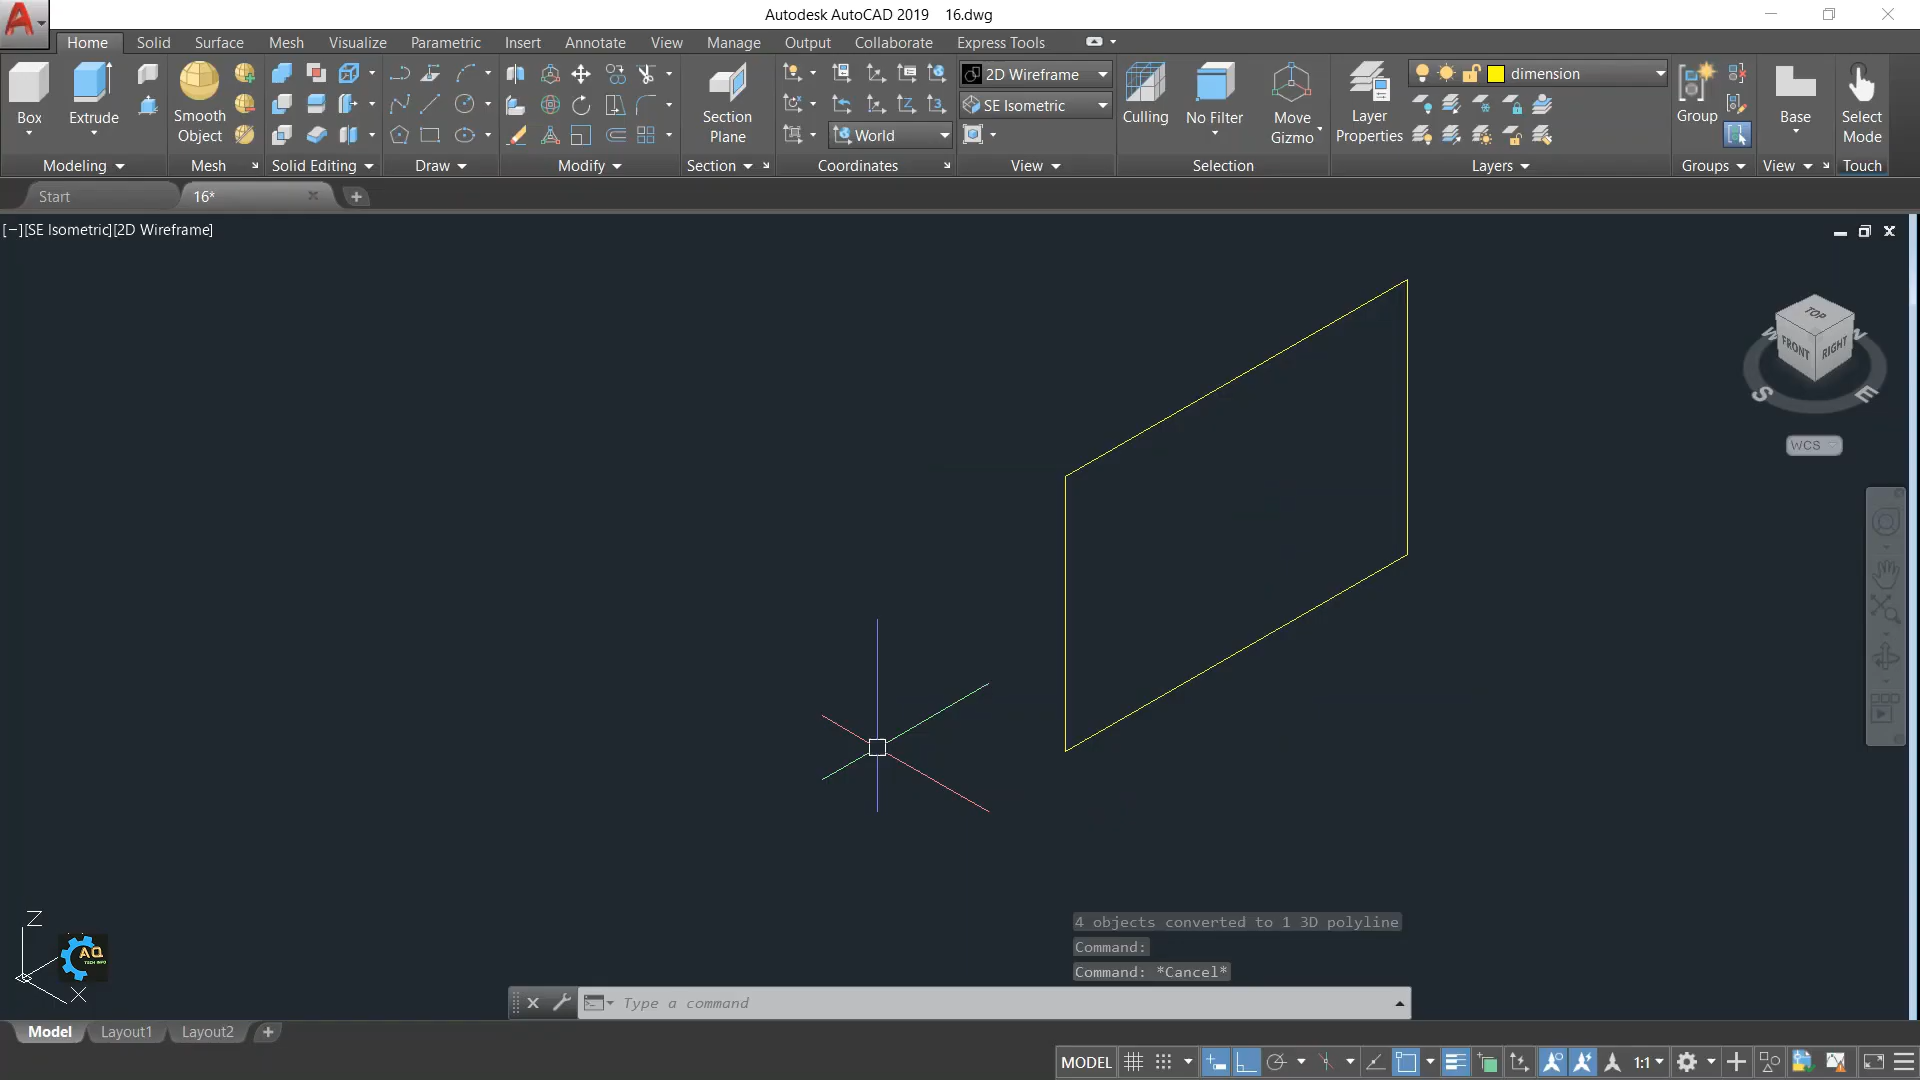 Autodesk AutoCAD 2019 16.dwg
Home Solid Surface Mesh Visualize Parametric Insert Annotate View Manage Output Collaborate Express Tools
Box
Extrude
Smooth
Object
Section
Plane
2D Wireframe
SE Isometric
World
Culling
No Filter
Move
Gizmo
Layer
Properties
dimension
Group
Base
Select
Mode
Modeling Mesh Solid Editing Draw Modify Section Coordinates View Selection Layers Groups View Touch
Start 16*
[−][SE Isometric][2D Wireframe]
TOP
FRONT RIGHT
W N
S E
WCS
4 objects converted to 1 3D polyline
Command:
Command: *Cancel*
Type a command
Z
X
AQ
TECH INFO
Model Layout1 Layout2
MODEL 1:1